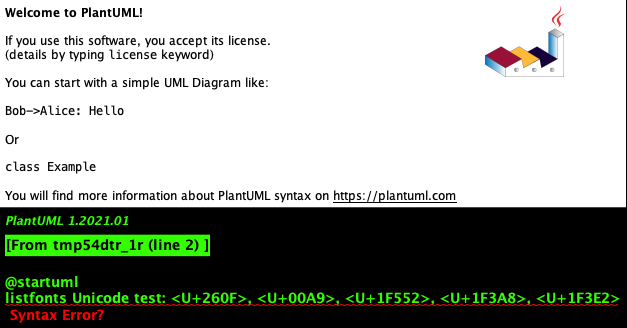 Welcome to PlantUML!
If you use this software, you accept its license.
(details by typing license keyword)
You can start with a simple UML Diagram like:
Bob->Alice: Hello
Or
class Example
You will find more information about PlantUML syntax on https://plantuml.com
PlantUML 1.2021.01
[From tmp54dtr_1r (line 2) ]
@startuml
listfonts Unicode test: <U+260F>, <U+00A9>, <U+1F552>, <U+1F3A8>, <U+1F3E2>
Syntax Error?